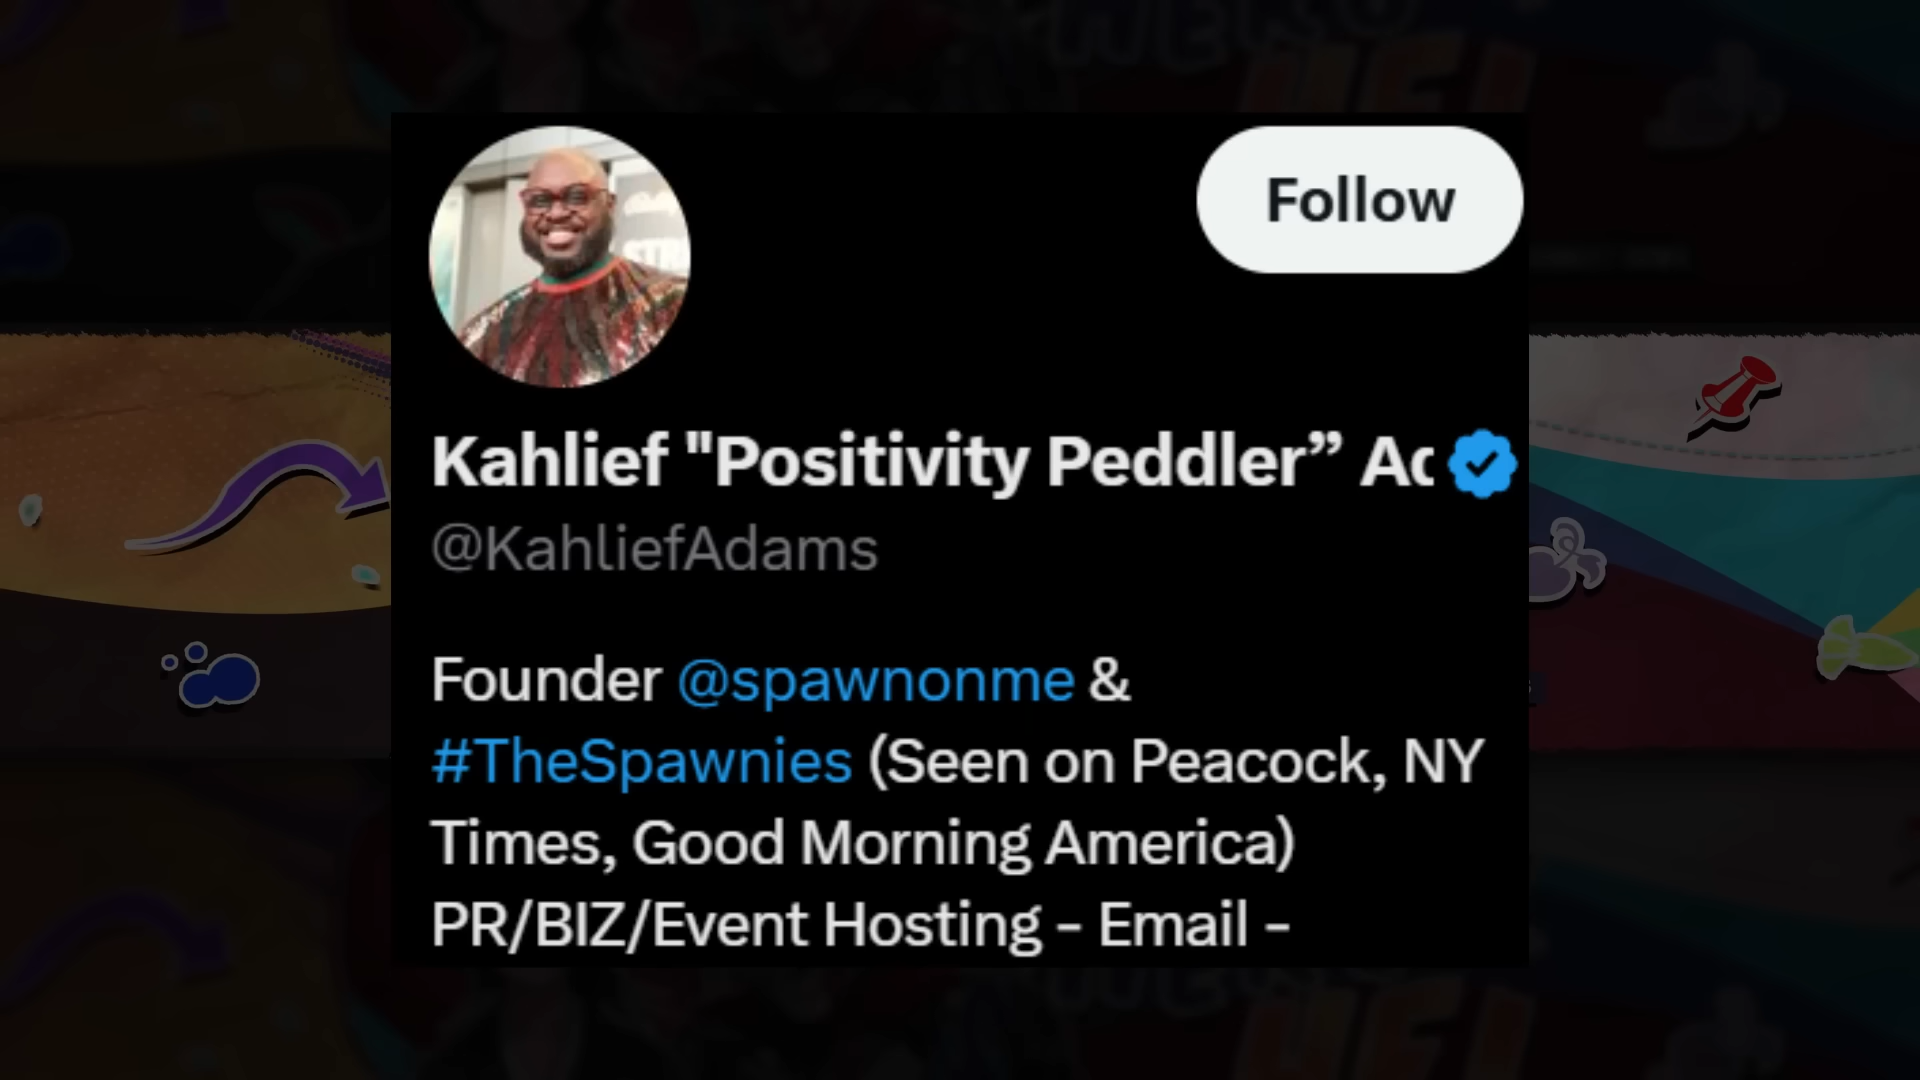 Follow
Kahlief "Positivity Peddler” Ac
@KahliefAdams
Founder @spawnonme &
#TheSpawnies (Seen on Peacock, NY
Times, Good Morning America)
PR/BIZ/Event Hosting – Email –